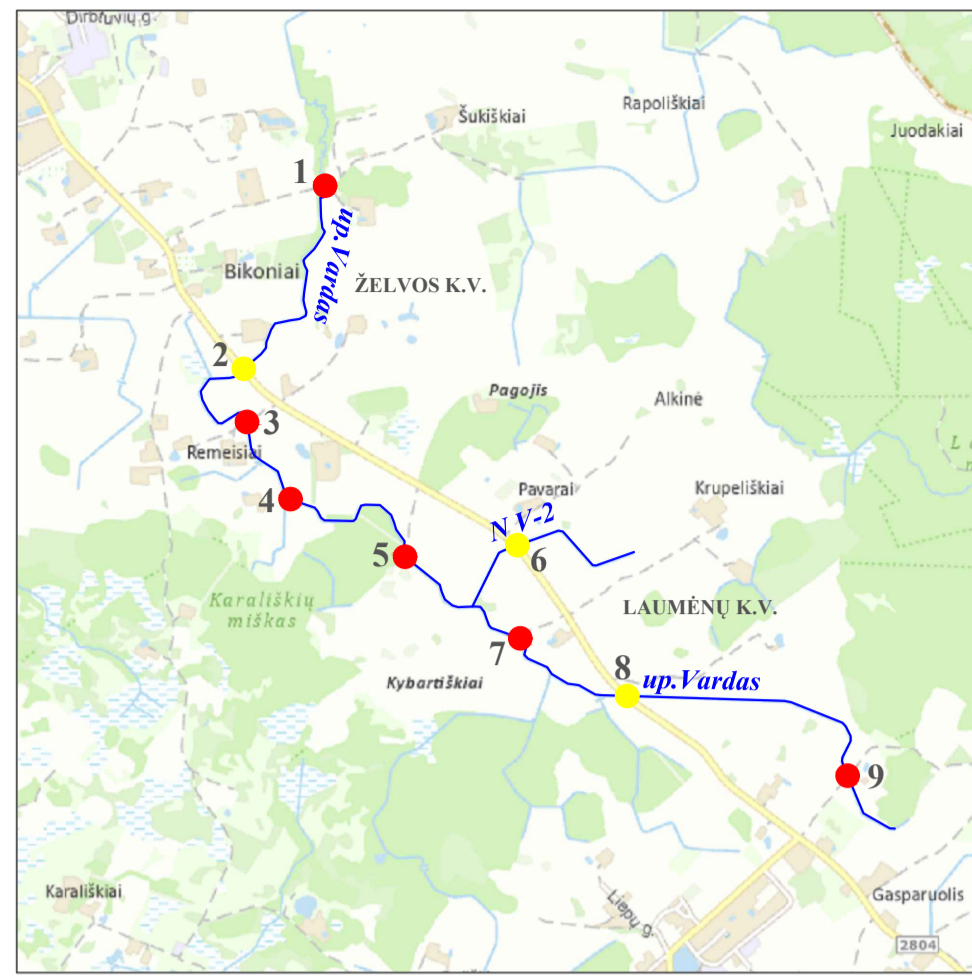 Dirbtuvių g.
Šukiškiai
Rapoliškiai
Juodakiai
1
up.Vardas
Bikoniai
ŽELVOS K.V.
2
Pagojis
Alkinė
3
Remeisiai
4
Pavarai
Krupeliškiai
N V-2
5
6
Karališkių
miškas
LAUMĖNŲ K.V.
7
Kybartiškiai
8
up.Vardas
9
Karališkiai
Liepų g.
Gasparuolis
2804